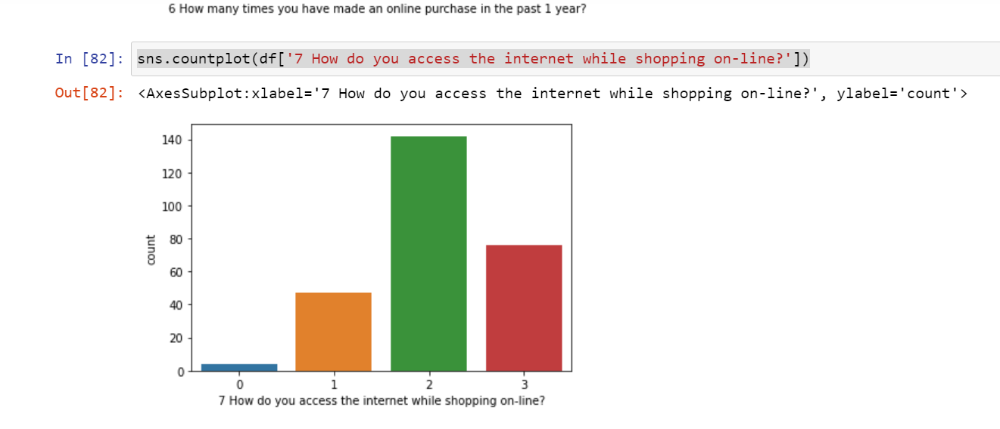 6 How many times you have made an online purchase in the past 1 year?
In [82]: sns.countplot(df['7 How do you access the internet while shopping on-line?'])
Out[82]: <AxesSubplot:xlabel='7 How do you access the internet while shopping on-line?', ylabel='count'>
140
120
100
80
60
40
20
0
count
0 1 2 3
7 How do you access the internet while shopping on-line?